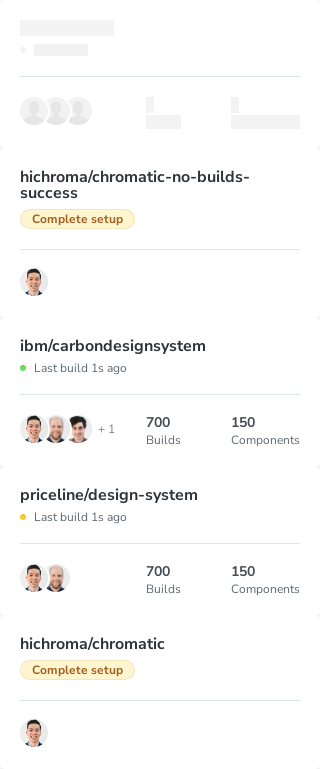 hichroma/chromatic-no-builds-
success
Complete setup
ibm/carbondesignsystem
Last build 1s ago
+ 1
700
150
Builds
Components
priceline/design-system
Last build 1s ago
700
150
Builds
Components
hichroma/chromatic
Complete setup